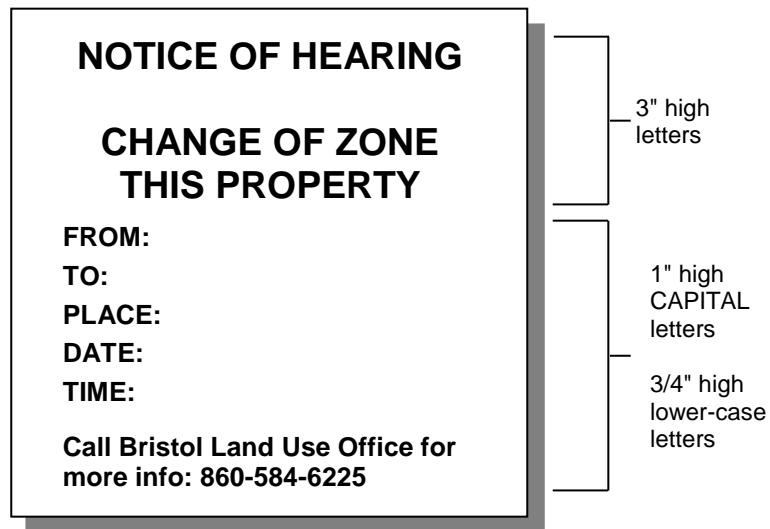 NOTICE OF HEARING
CHANGE OF ZONE
THIS PROPERTY
FROM:
TO:
PLACE:
DATE:
TIME:
Call Bristol Land Use Office for
more info: 860-584-6225
3" high
letters
1" high
CAPITAL
letters
3/4" high
lower-case
letters